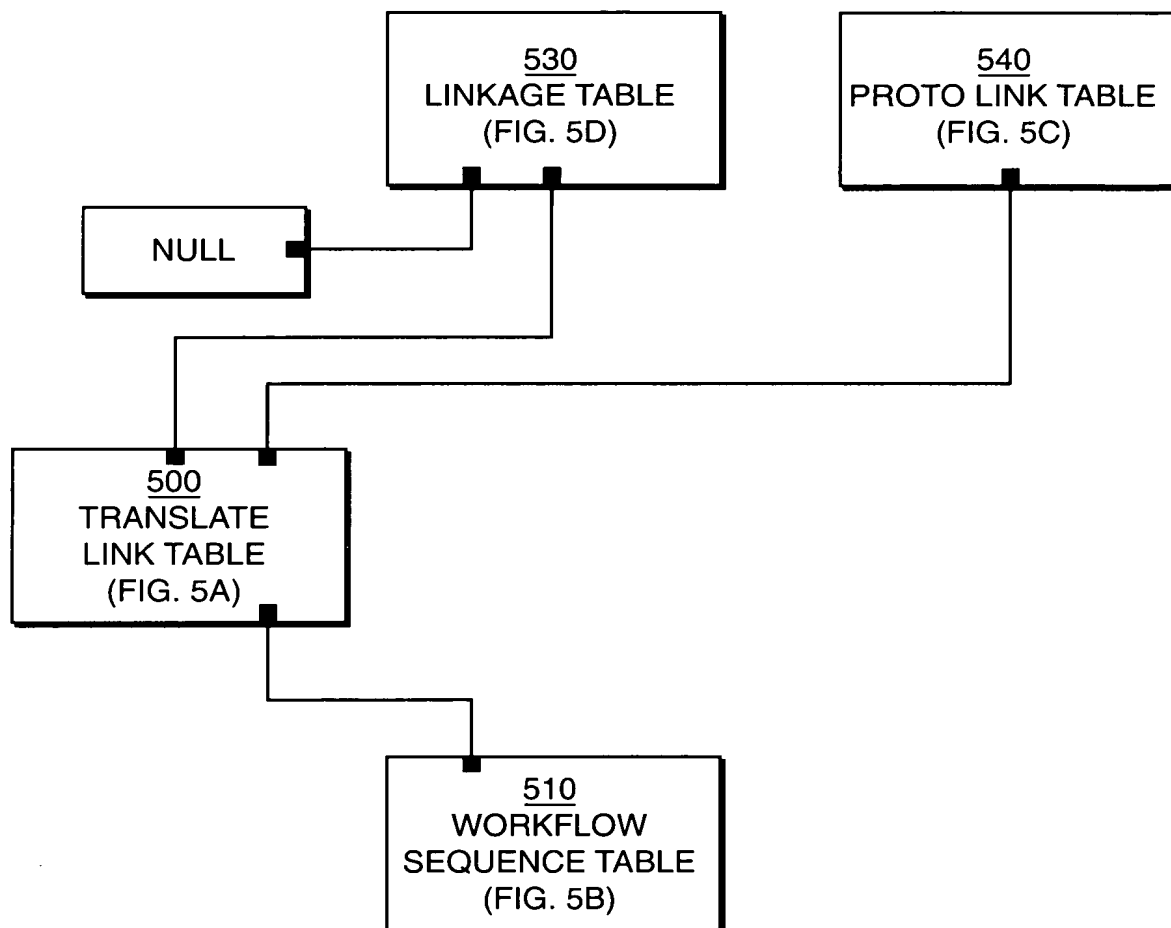 530
LINKAGE TABLE
(FIG. 5D)
540
PROTO LINK TABLE
(FIG. 5C)
NULL
500
TRANSLATE
LINK TABLE
(FIG. 5A)
510
WORKFLOW
SEQUENCE TABLE
(FIG. 5B)